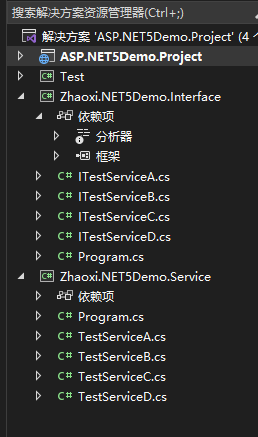 搜索解决方案资源管理器(Ctrl+;)
解决方案 'ASP.NET5Demo.Project' (4 个
ASP.NET5Demo.Project
Test
Zhaoxi.NET5Demo.Interface
依赖项
分析器
框架
C# ITestServiceA.cs
C# ITestServiceB.cs
C# ITestServiceC.cs
C# ITestServiceD.cs
C# Program.cs
Zhaoxi.NET5Demo.Service
依赖项
C# Program.cs
C# TestServiceA.cs
C# TestServiceB.cs
C# TestServiceC.cs
C# TestServiceD.cs